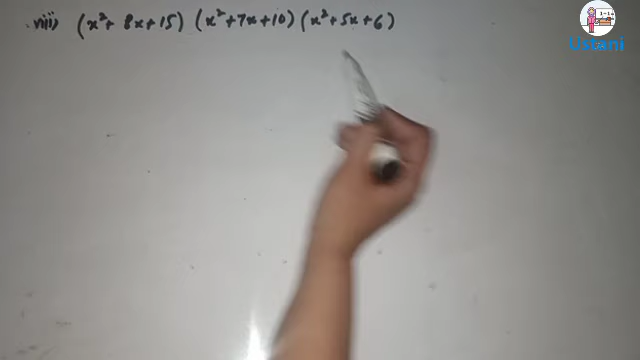 viii) (x² + 8x + 15) (x² + 7x + 10) (x² + 5x + 6)
Ustani